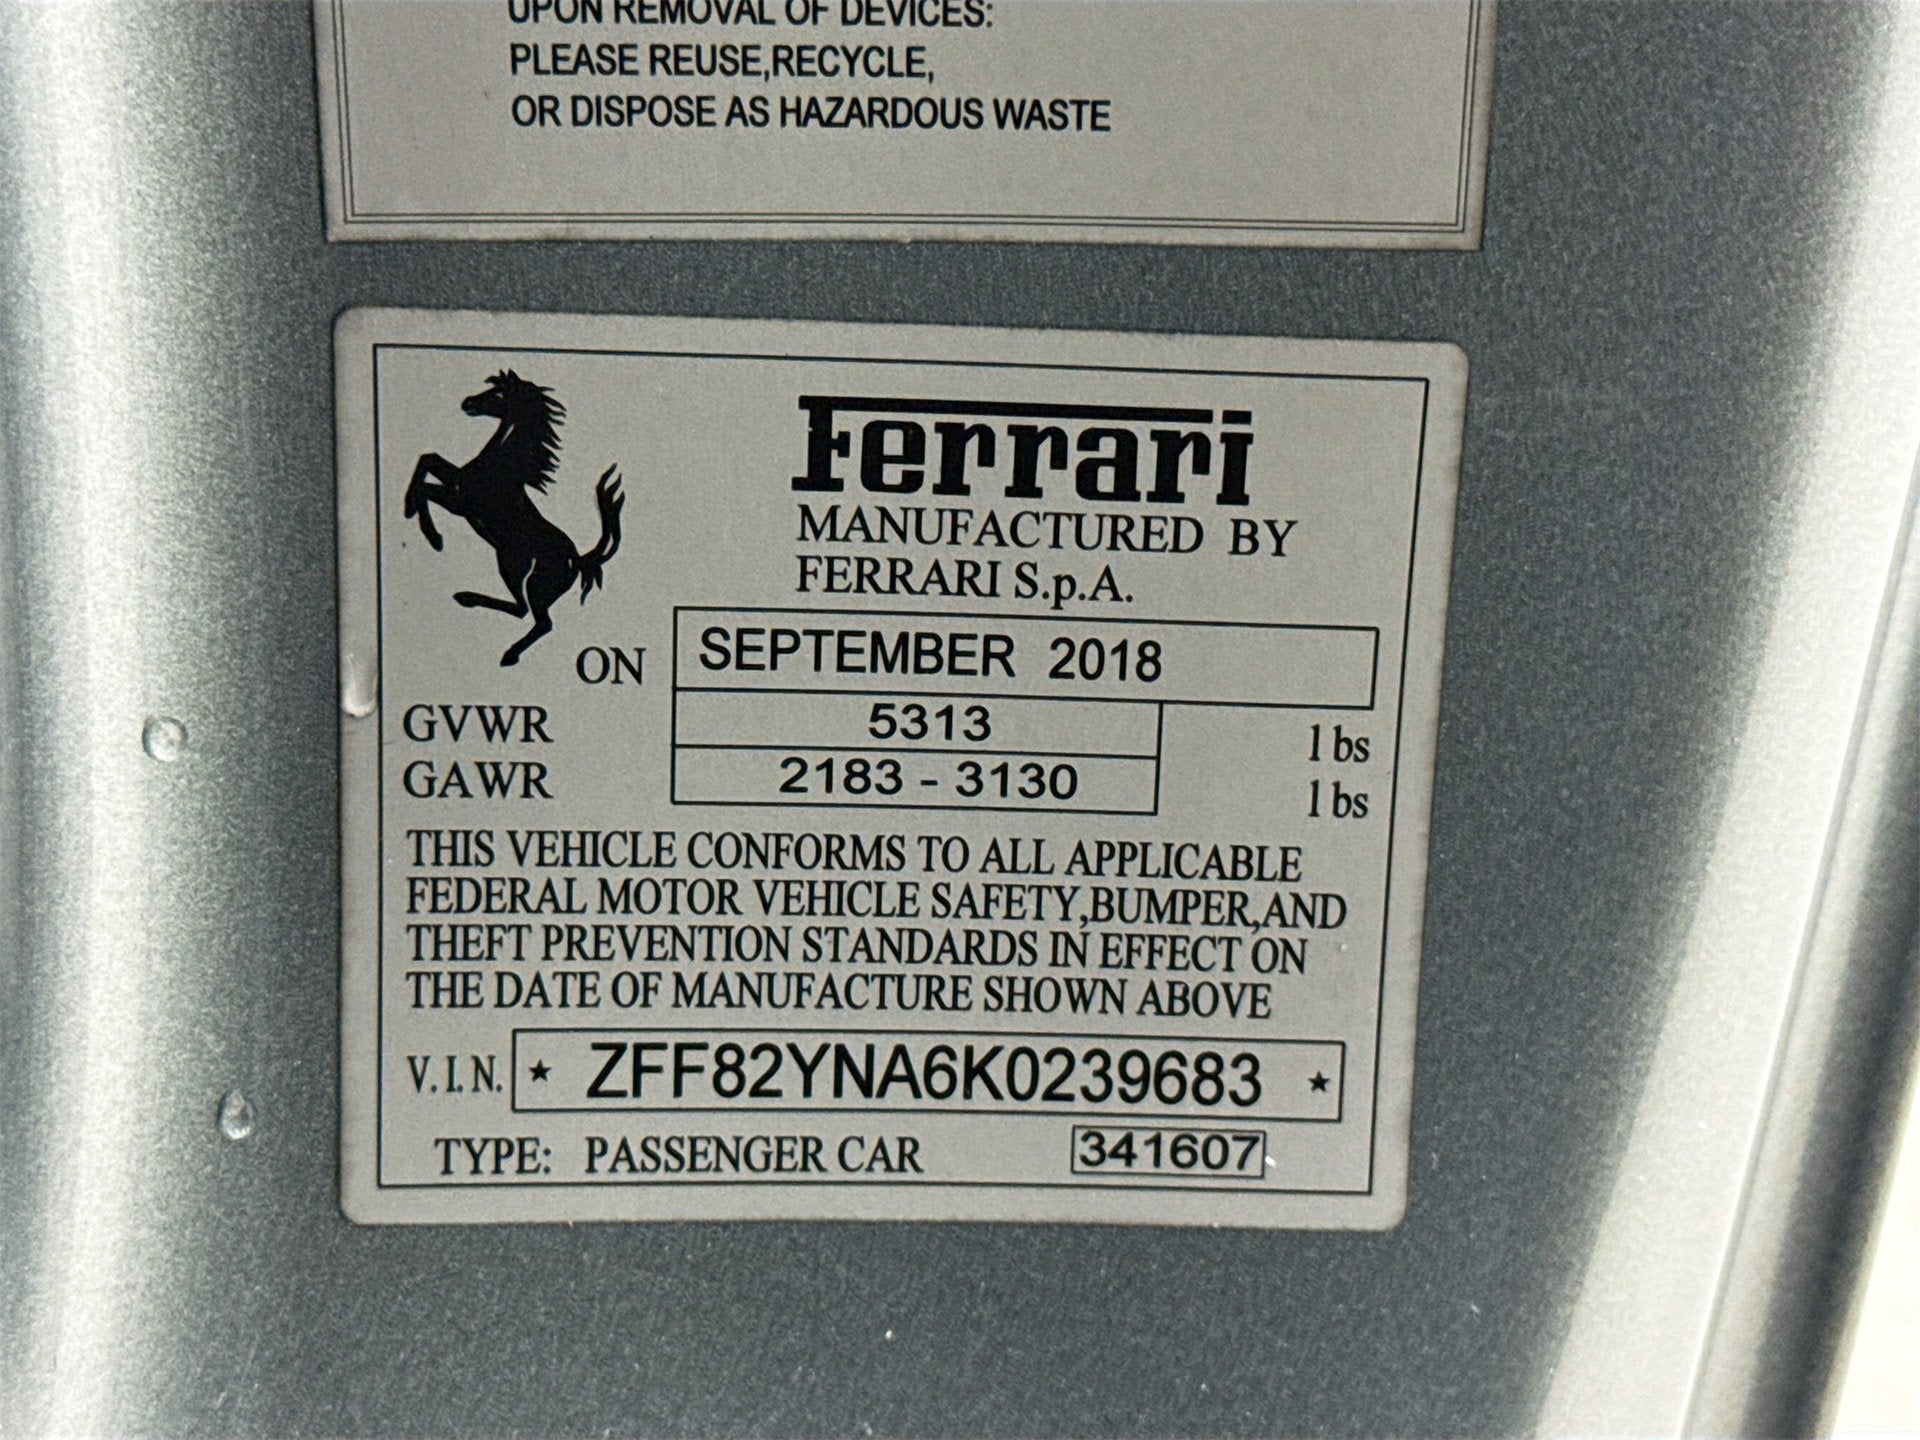 UPON REMOVAL OF DEVICES:
PLEASE REUSE,RECYCLE,
OR DISPOSE AS HAZARDOUS WASTE
Ferrari
MANUFACTURED BY
FERRARI S.p.A.
ON SEPTEMBER 2018
GVWR 5313 lbs
GAWR 2183 - 3130 lbs
THIS VEHICLE CONFORMS TO ALL APPLICABLE
FEDERAL MOTOR VEHICLE SAFETY,BUMPER,AND
THEFT PREVENTION STANDARDS IN EFFECT ON
THE DATE OF MANUFACTURE SHOWN ABOVE
V.I.N. ★ ZFF82YNA6K0239683 ★
TYPE: PASSENGER CAR 341607